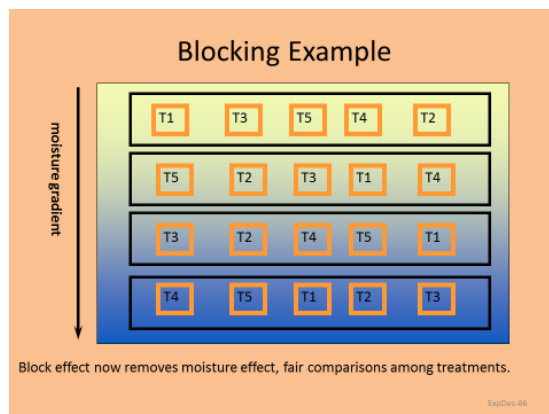 Blocking Example
moisture gradient
T1 T3 T5 T4 T2
T5 T2 T3 T1 T4
T3 T2 T4 T5 T1
T4 T5 T1 T2 T3
Block effect now removes moisture effect, fair comparisons among treatments.
ExpDes-66